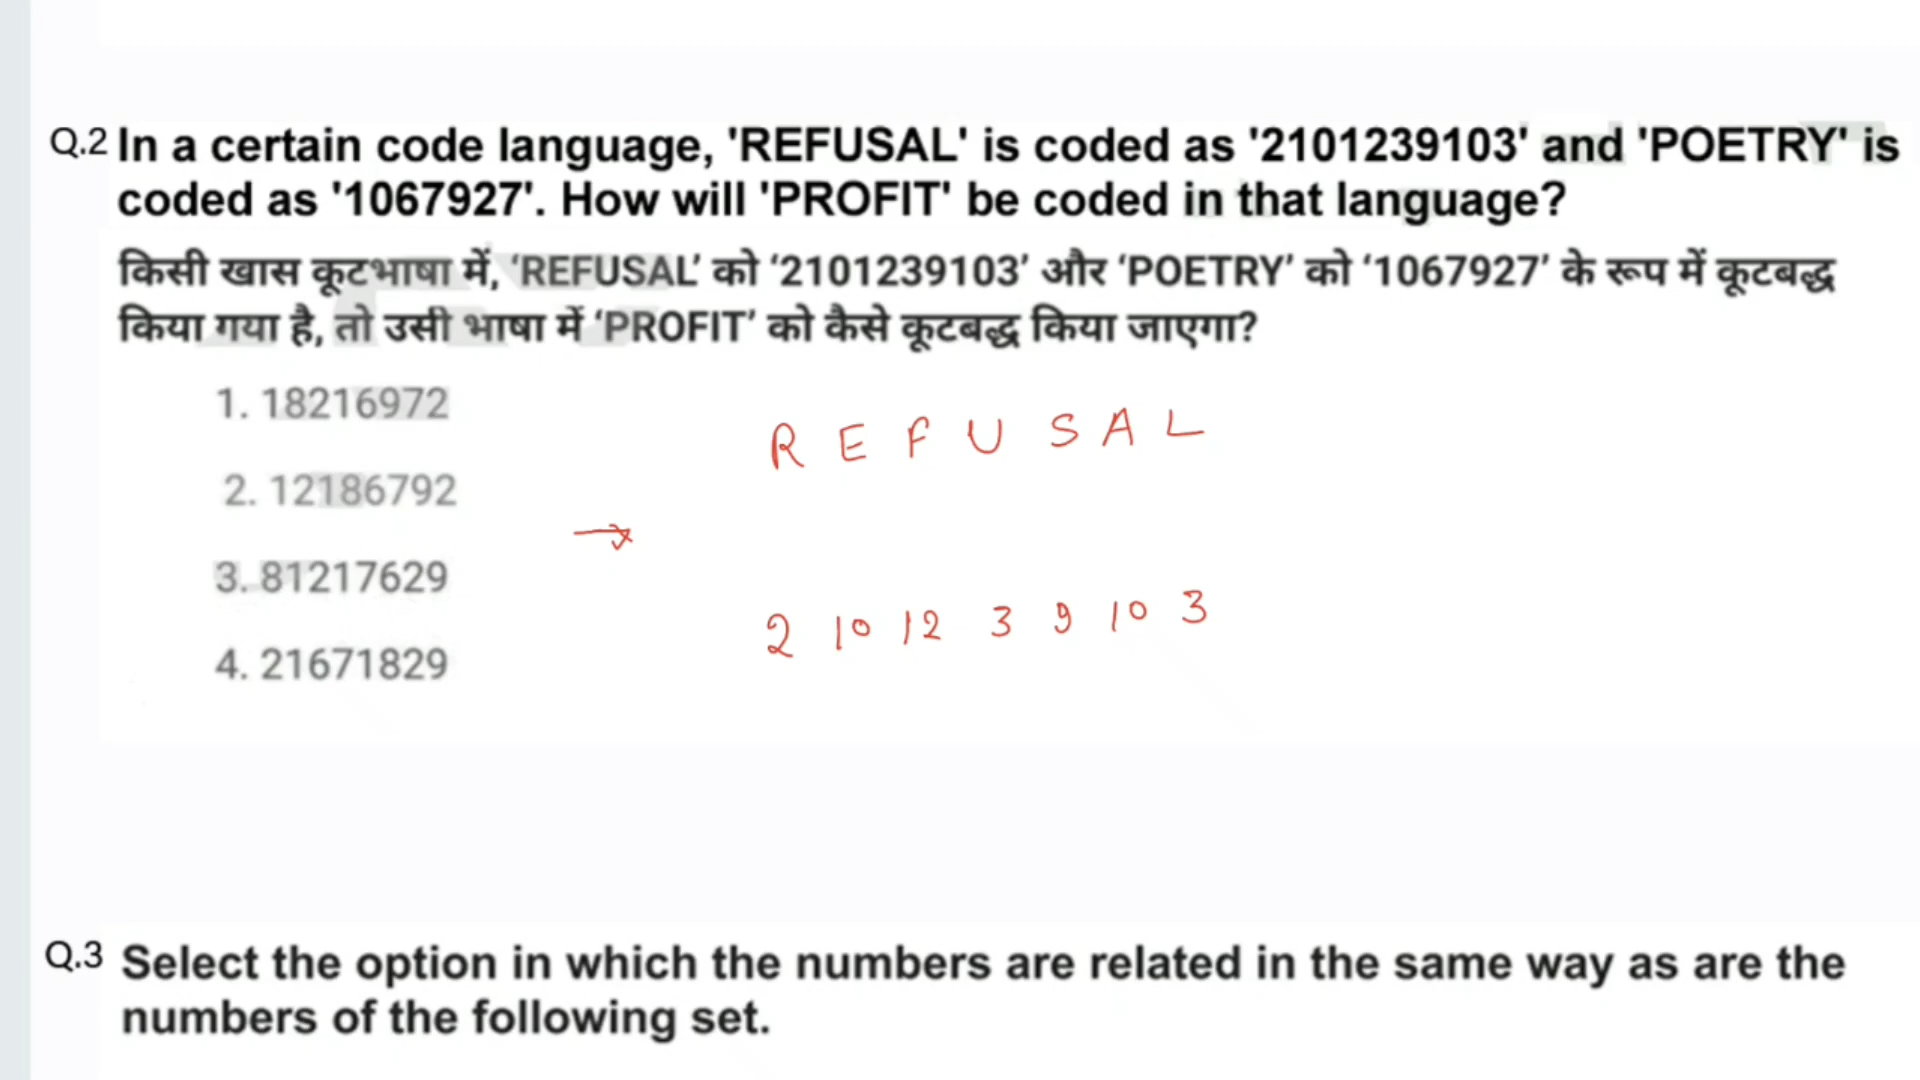 Q.2 In a certain code language, 'REFUSAL' is coded as '2101239103' and 'POETRY' is
coded as '1067927'. How will 'PROFIT' be coded in that language?
किसी खास कूटभाषा में, ‘REFUSAL’ को ‘2101239103’ और ‘POETRY’ को ‘1067927’ के रूप में कूटबद्ध
किया गया है, तो उसी भाषा में ‘PROFIT’ को कैसे कूटबद्ध किया जाएगा?
1. 18216972
R E F U S A L
2. 12186792
→
3. 81217629
2 10 12 3 9 10 3
4. 21671829
Q.3 Select the option in which the numbers are related in the same way as are the
numbers of the following set.